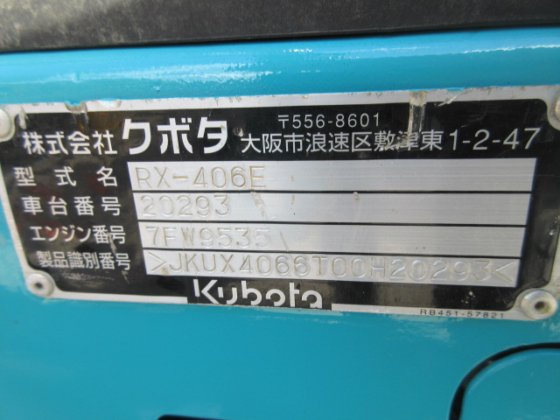 〒556-8601
株式会社クボタ 大阪市浪速区敷津東1-2-47
型式名 RX-406E
車台番号 20293
エンジン番号 7FW9535
製品識別番号 >JKUX4066T00H20293<
Kubota
RB451-57821